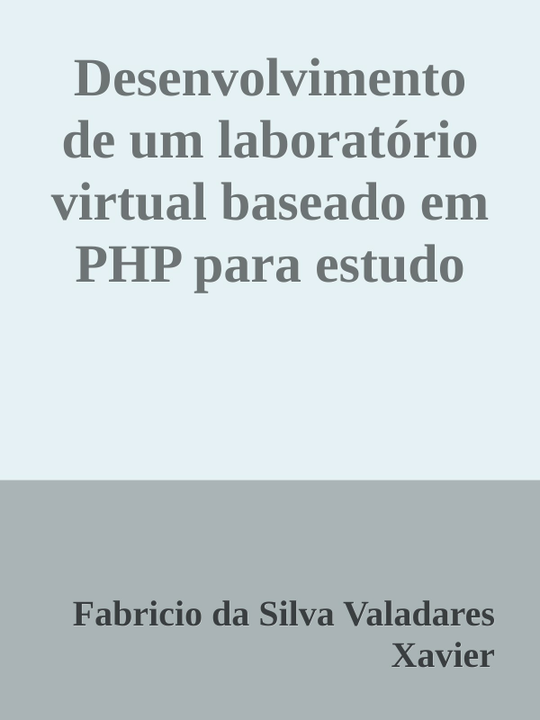 Desenvolvimento
de um laboratório
virtual baseado em
PHP para estudo
Fabricio da Silva Valadares
Xavier